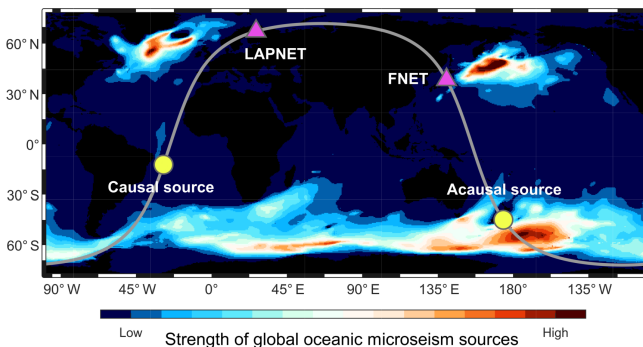 60° N
LAPNET
FNET
30° N
0°
Causal source
Acausal source
30° S
60° S
90° W 45° W 0° 45° E 90° E 135° E 180° W 135° W
Low High
Strength of global oceanic microseism sources